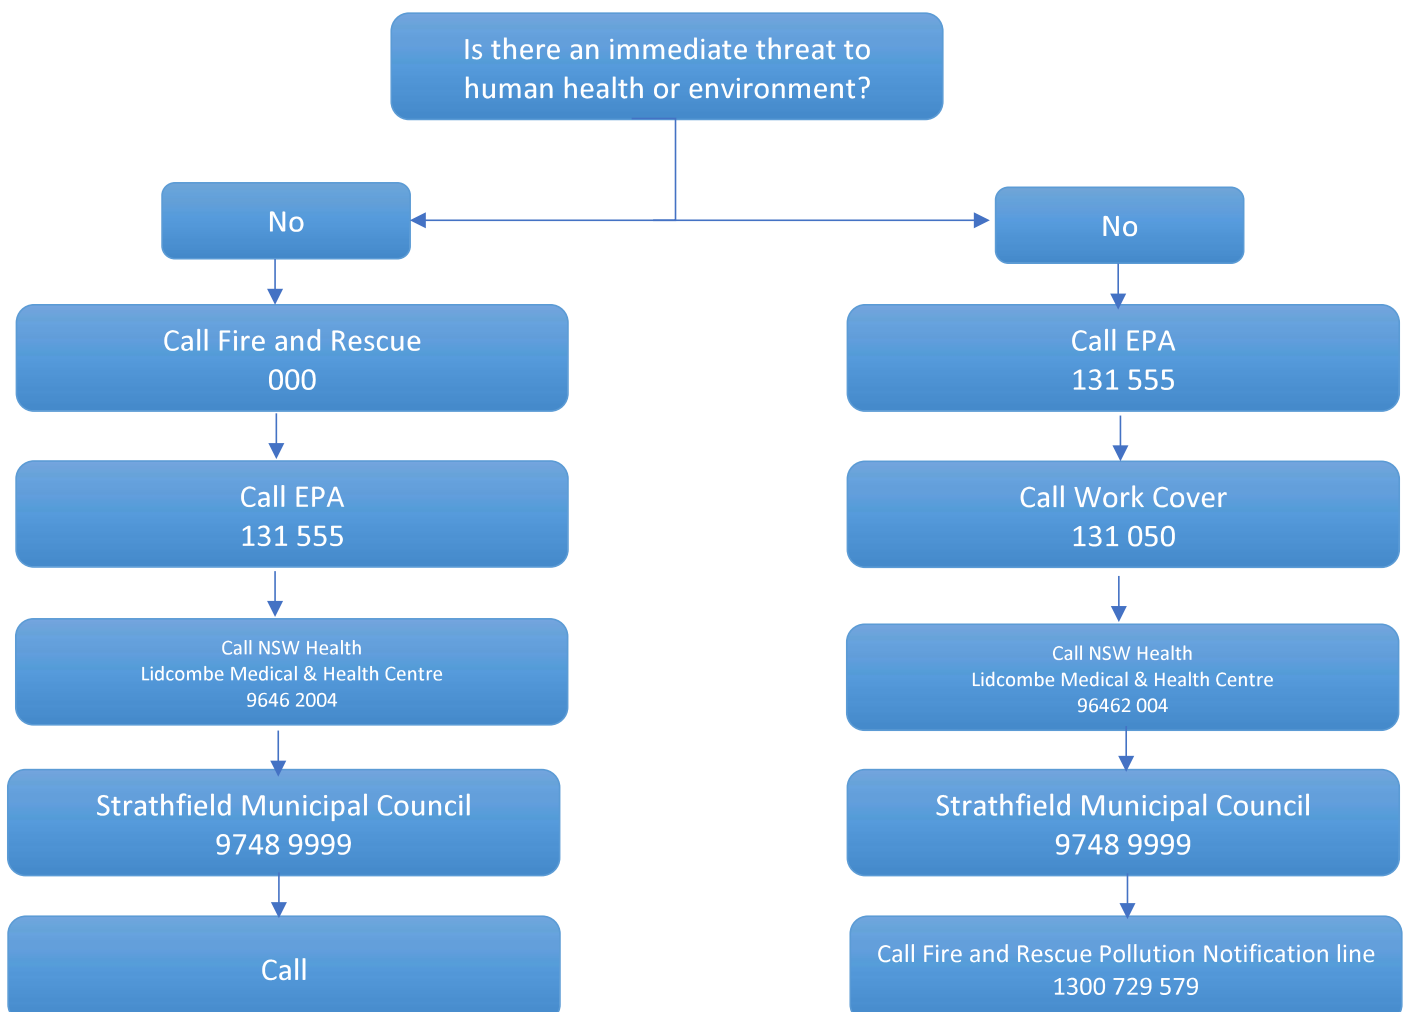 Is there an immediate threat to
human health or environment?
No
No
Call Fire and Rescue
000
Call EPA
131 555
Call EPA
131 555
Call Work Cover
131 050
Call NSW Health
Lidcombe Medical & Health Centre
9646 2004
Call NSW Health
Lidcombe Medical & Health Centre
96462 004
Strathfield Municipal Council
9748 9999
Strathfield Municipal Council
9748 9999
Call
Call Fire and Rescue Pollution Notification line
1300 729 579